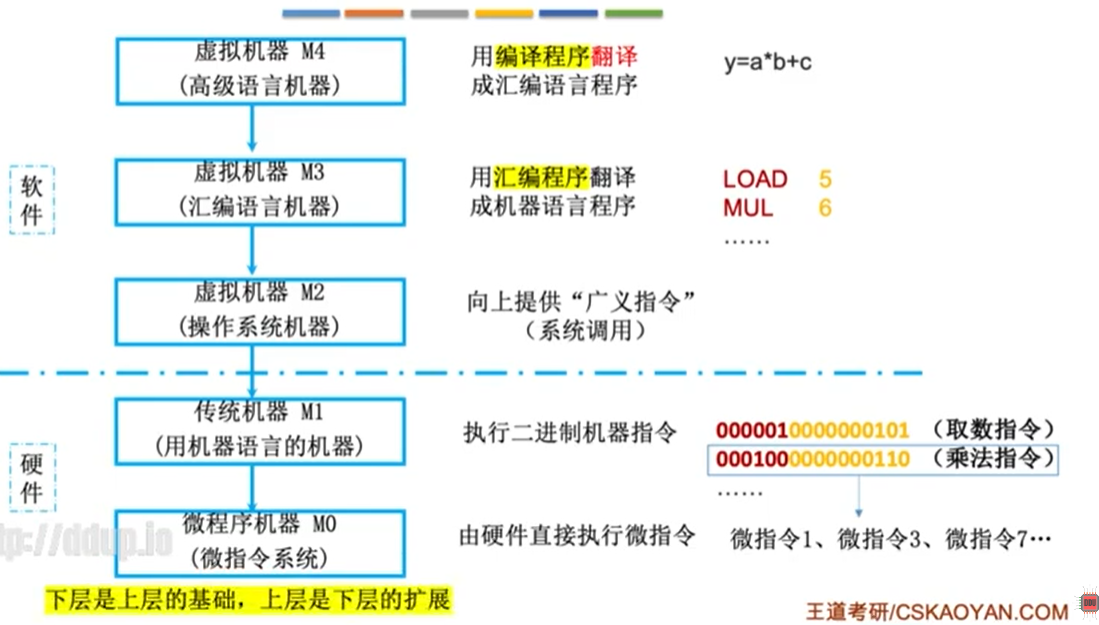 虚拟机器 M4
(高级语言机器)
用编译程序翻译
成汇编语言程序
y=a*b+c
软件
虚拟机器 M3
(汇编语言机器)
用汇编程序翻译
成机器语言程序
LOAD 5
MUL 6
……
虚拟机器 M2
(操作系统机器)
向上提供“广义指令”
（系统调用）
硬件
传统机器 M1
(用机器语言的机器)
执行二进制机器指令
000001 0000000101 （取数指令）
000100 0000000110 （乘法指令）
……
微程序机器 M0
(微指令系统)
由硬件直接执行微指令
微指令1、微指令3、微指令7…
tp://ddup.io
下层是上层的基础，上层是下层的扩展
王道考研/CSKAOYAN.COM